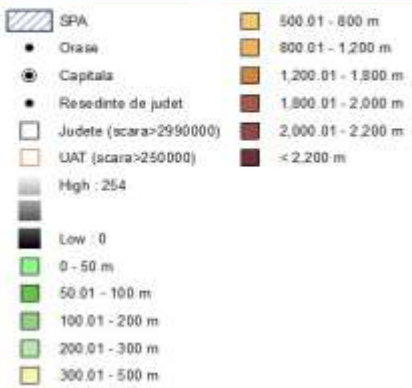 SPA
Orase
Capitala
Resedinte de judet
Judete (scara>2990000)
UAT (scara>250000)
High : 254
Low : 0
0 - 50 m
50.01 - 100 m
100.01 - 200 m
200.01 - 300 m
300.01 - 500 m
500.01 - 800 m
800.01 - 1,200 m
1,200.01 - 1,800 m
1,800.01 - 2,000 m
2,000.01 - 2,200 m
< 2,200 m